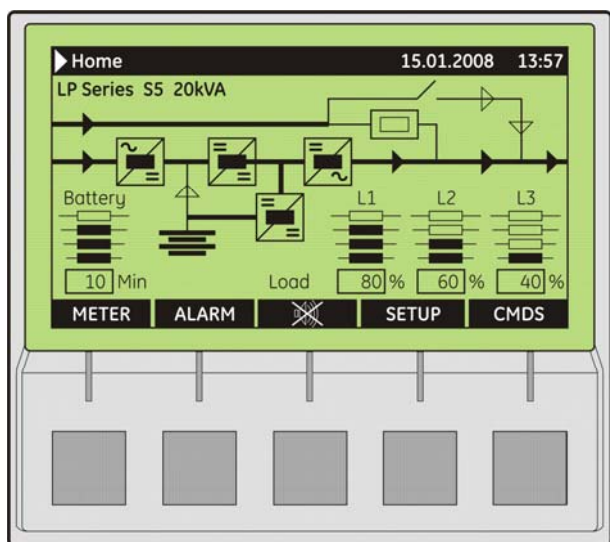 Home 15.01.2008 13:57
LP Series S5 20kVA
Battery L1 L2 L3
10 Min Load 80 % 60 % 40 %
METER ALARM SETUP CMDS